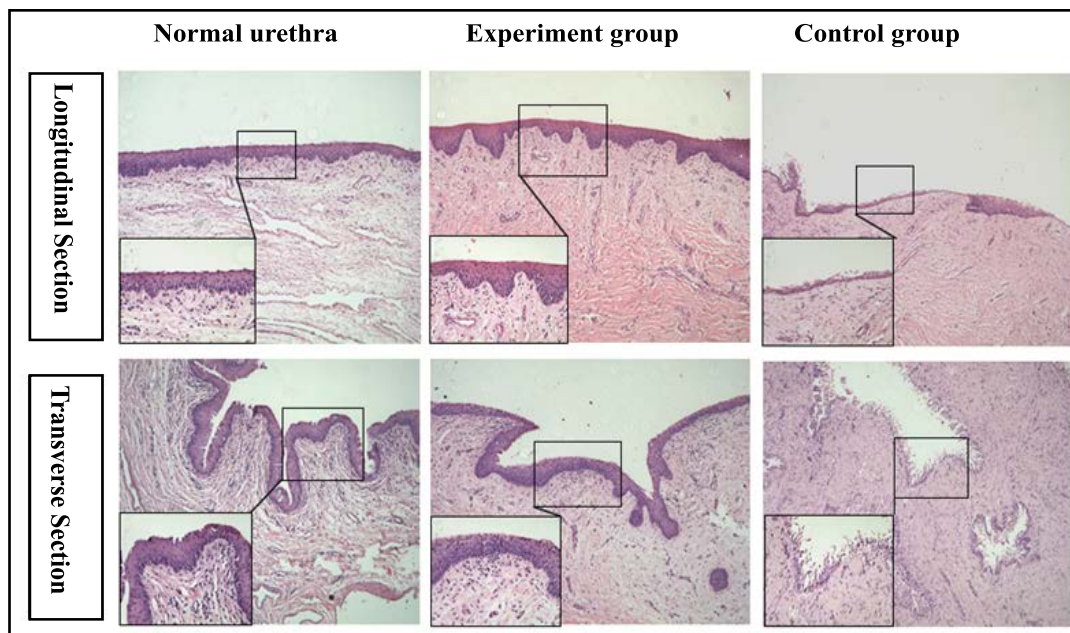 Normal urethra
Experiment group
Control group
Longitudinal Section
Transverse Section